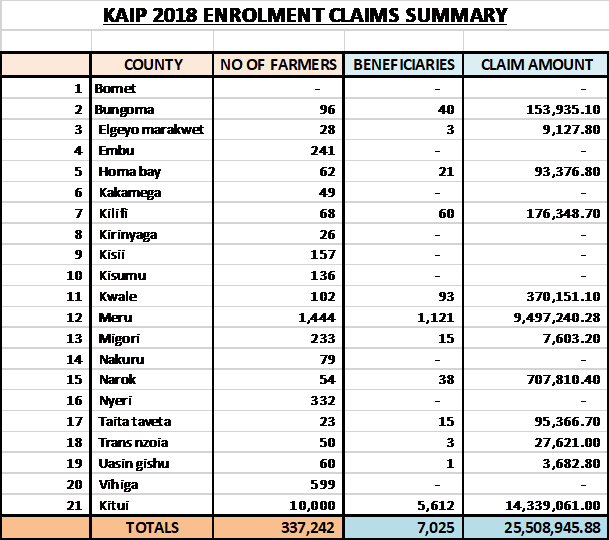 KAIP 2018 ENROLMENT CLAIMS SUMMARY
COUNTY NO OF FARMERS BENEFICIARIES CLAIM AMOUNT
1 Bomet - - -
2 Bungoma 96 40 153,935.10
3 Elgeyo marakwet 28 3 9,127.80
4 Embu 241 - -
5 Homa bay 62 21 93,376.80
6 Kakamega 49 - -
7 Kilifi 68 60 176,348.70
8 Kirinyaga 26 - -
9 Kisii 157 - -
10 Kisumu 136 - -
11 Kwale 102 93 370,151.10
12 Meru 1,444 1,121 9,497,240.28
13 Migori 233 15 7,603.20
14 Nakuru 79 - -
15 Narok 54 38 707,810.40
16 Nyeri 332 - -
17 Taita taveta 23 15 95,366.70
18 Trans nzoia 50 3 27,621.00
19 Uasin gishu 60 1 3,682.80
20 Vihiga 599 - -
21 Kitui 10,000 5,612 14,339,061.00
TOTALS 337,242 7,025 25,508,945.88